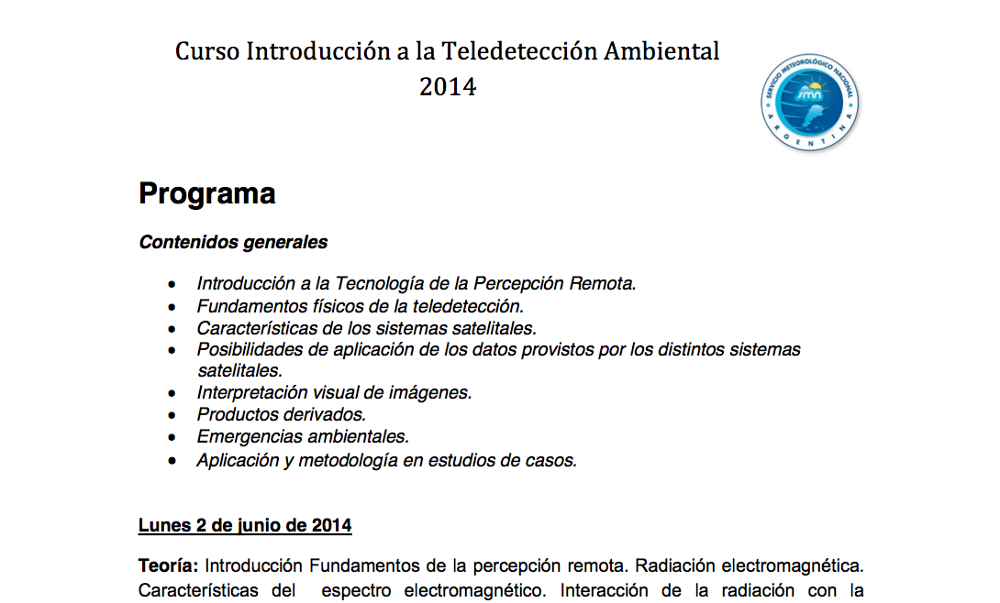 Curso Introducción a la Teledetección Ambiental
2014
SERVICIO METEOROLÓGICO NACIONAL
smn
ARGENTINA
Programa
Contenidos generales
• Introducción a la Tecnología de la Percepción Remota.
• Fundamentos físicos de la teledetección.
• Características de los sistemas satelitales.
• Posibilidades de aplicación de los datos provistos por los distintos sistemas
satelitales.
• Interpretación visual de imágenes.
• Productos derivados.
• Emergencias ambientales.
• Aplicación y metodología en estudios de casos.
Lunes 2 de junio de 2014
Teoría: Introducción Fundamentos de la percepción remota. Radiación electromagnética.
Características del espectro electromagnético. Interacción de la radiación con la